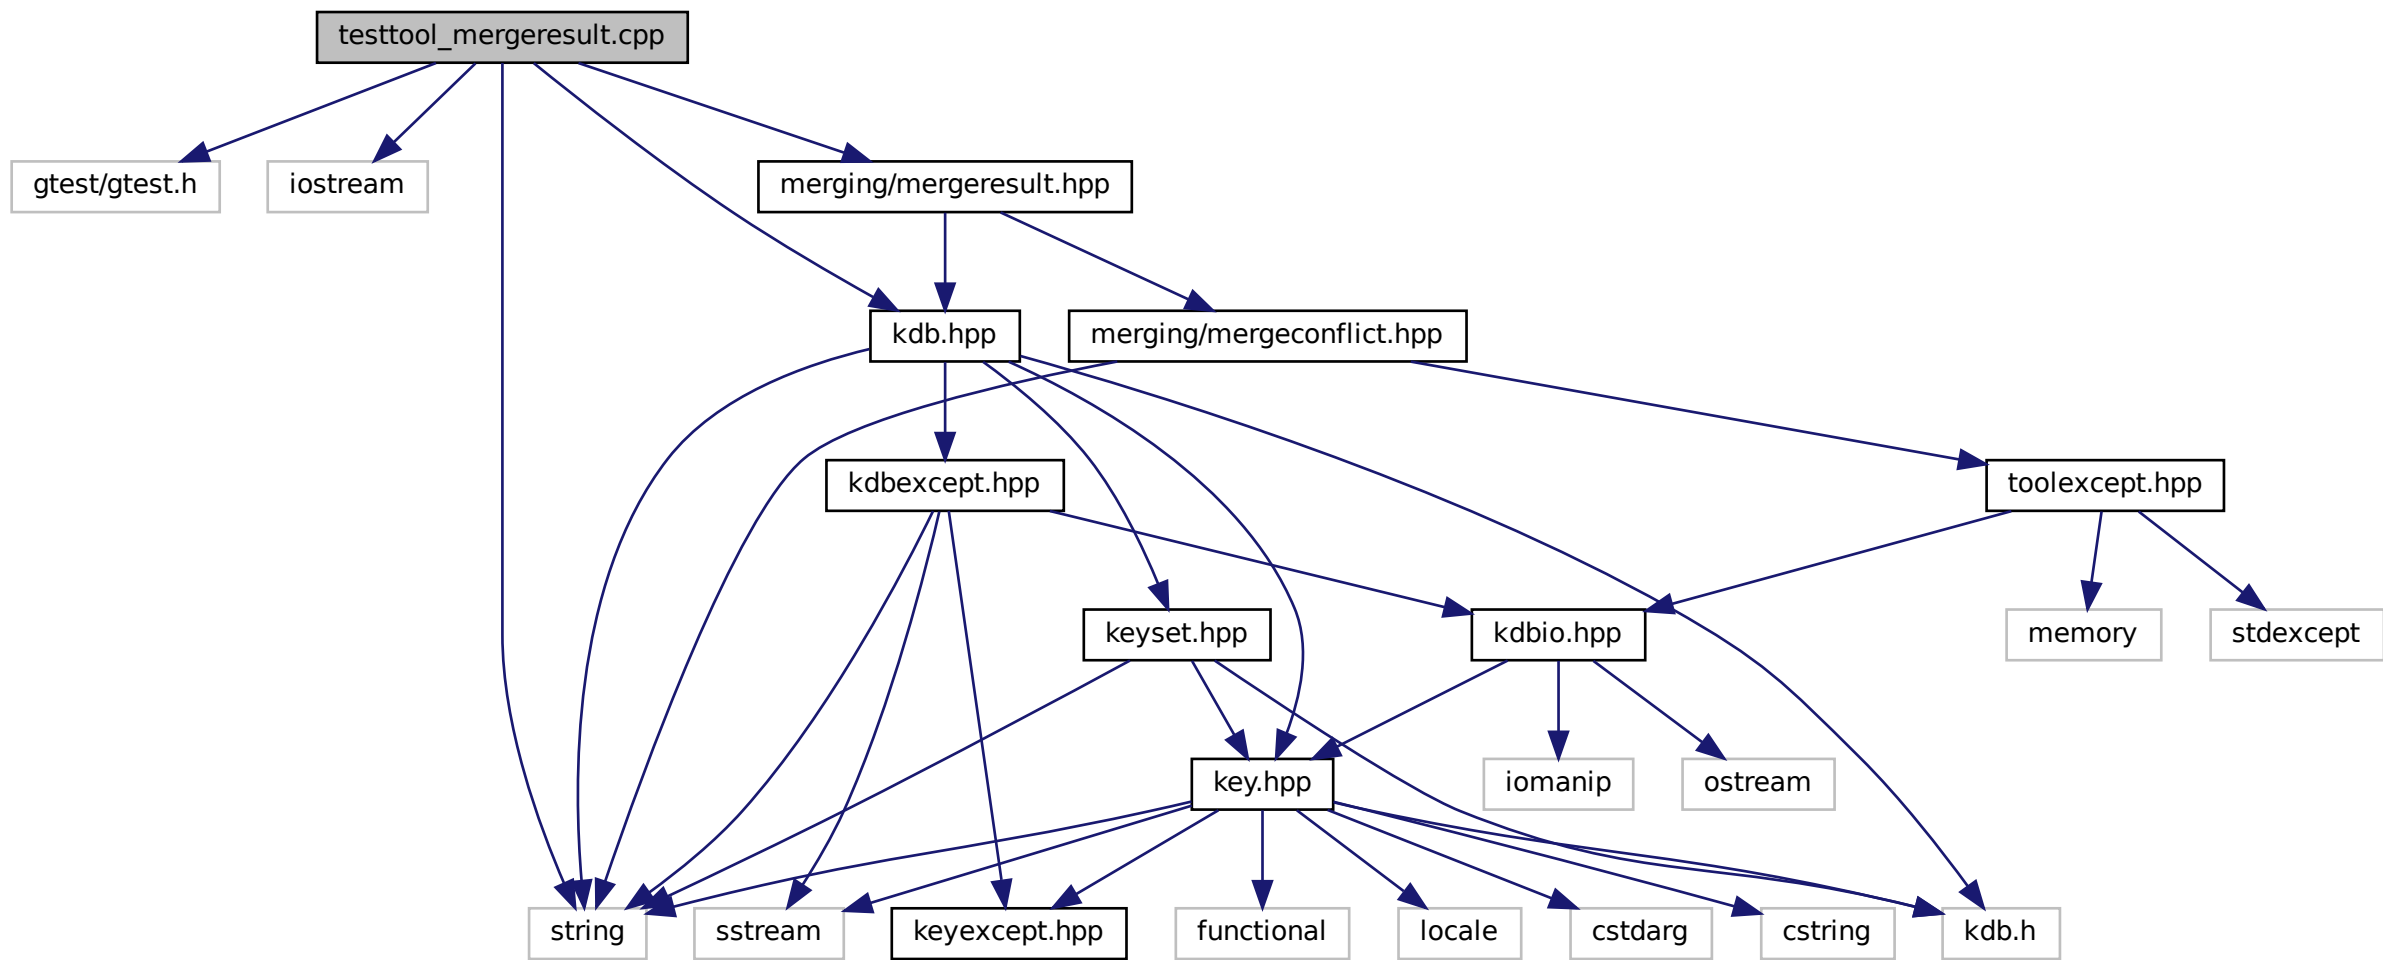 testtool_mergeresult.cpp
gtest/gtest.h
iostream
merging/mergeresult.hpp
kdb.hpp
merging/mergeconflict.hpp
kdbexcept.hpp
toolexcept.hpp
keyset.hpp
kdbio.hpp
memory
stdexcept
key.hpp
iomanip
ostream
string
sstream
keyexcept.hpp
functional
locale
cstdarg
cstring
kdb.h